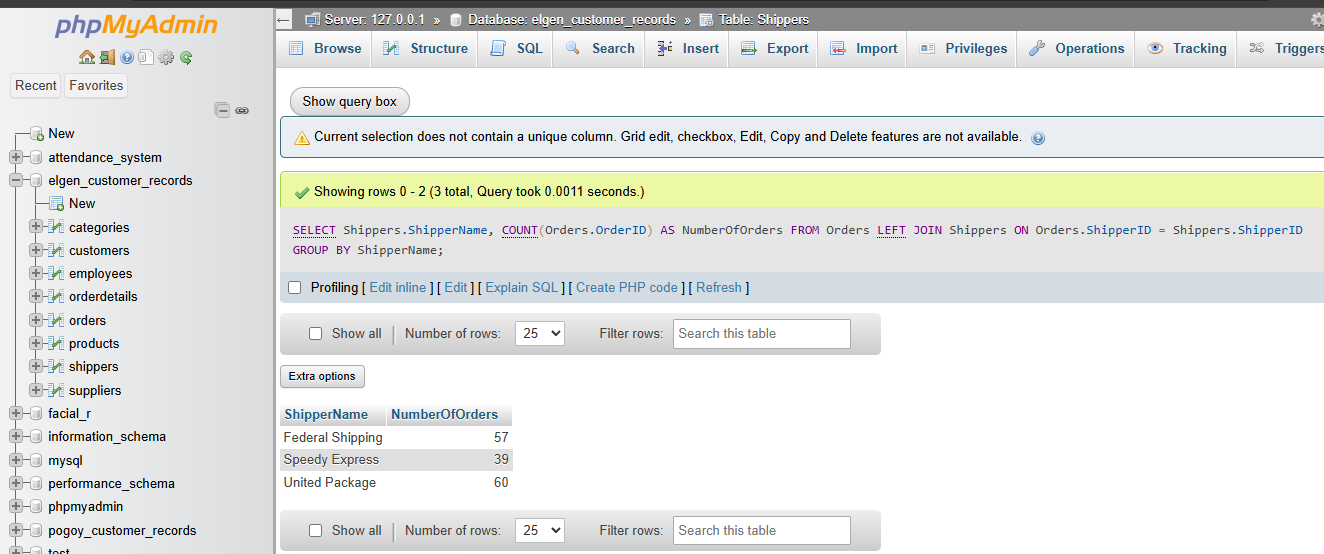 phpMyAdmin
Recent Favorites
New
attendance_system
elgen_customer_records
New
categories
customers
employees
orderdetails
orders
products
shippers
suppliers
facial_r
information_schema
mysql
performance_schema
phpmyadmin
pogoy_customer_records
test
Server: 127.0.0.1 » Database: elgen_customer_records » Table: Shippers
Browse Structure SQL Search Insert Export Import Privileges Operations Tracking Triggers
Show query box
Current selection does not contain a unique column. Grid edit, checkbox, Edit, Copy and Delete features are not available.
Showing rows 0 - 2 (3 total, Query took 0.0011 seconds.)
SELECT Shippers.ShipperName, COUNT(Orders.OrderID) AS NumberOfOrders FROM Orders LEFT JOIN Shippers ON Orders.ShipperID = Shippers.ShipperID
GROUP BY ShipperName;
Profiling [ Edit inline ] [ Edit ] [ Explain SQL ] [ Create PHP code ] [ Refresh ]
Show all | Number of rows: 25 Filter rows: Search this table
Extra options
ShipperName NumberOfOrders
Federal Shipping 57
Speedy Express 39
United Package 60
Show all | Number of rows: 25 Filter rows: Search this table